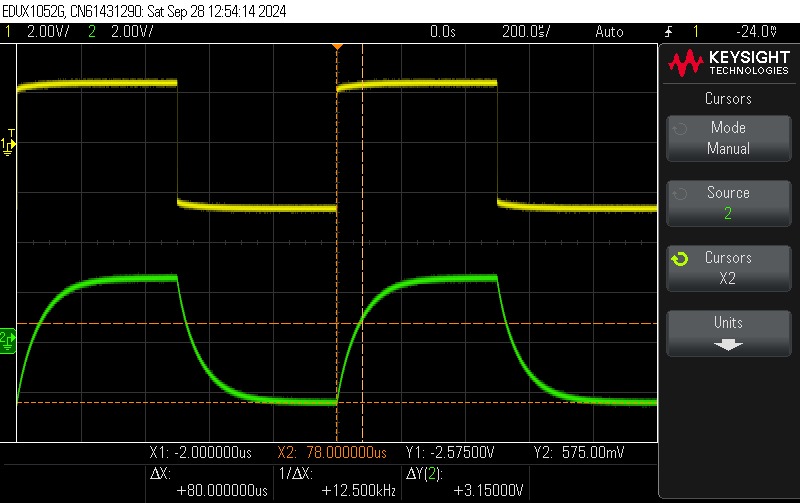 EDUX1052G, CN61431290: Sat Sep 28 12:54:14 2024
1 2.00V/ 2 2.00V/ 0.0s 200.0us/ Auto 1 -24.0V
KEYSIGHT
TECHNOLOGIES
Cursors
Mode
Manual
T
1
Source
2
Cursors
X2
Units
2
X1: -2.000000us X2: 78.000000us Y1: -2.57500V Y2: 575.00mV
ΔX: 1/ΔX: ΔY(2):
+80.000000us +12.500kHz +3.15000V